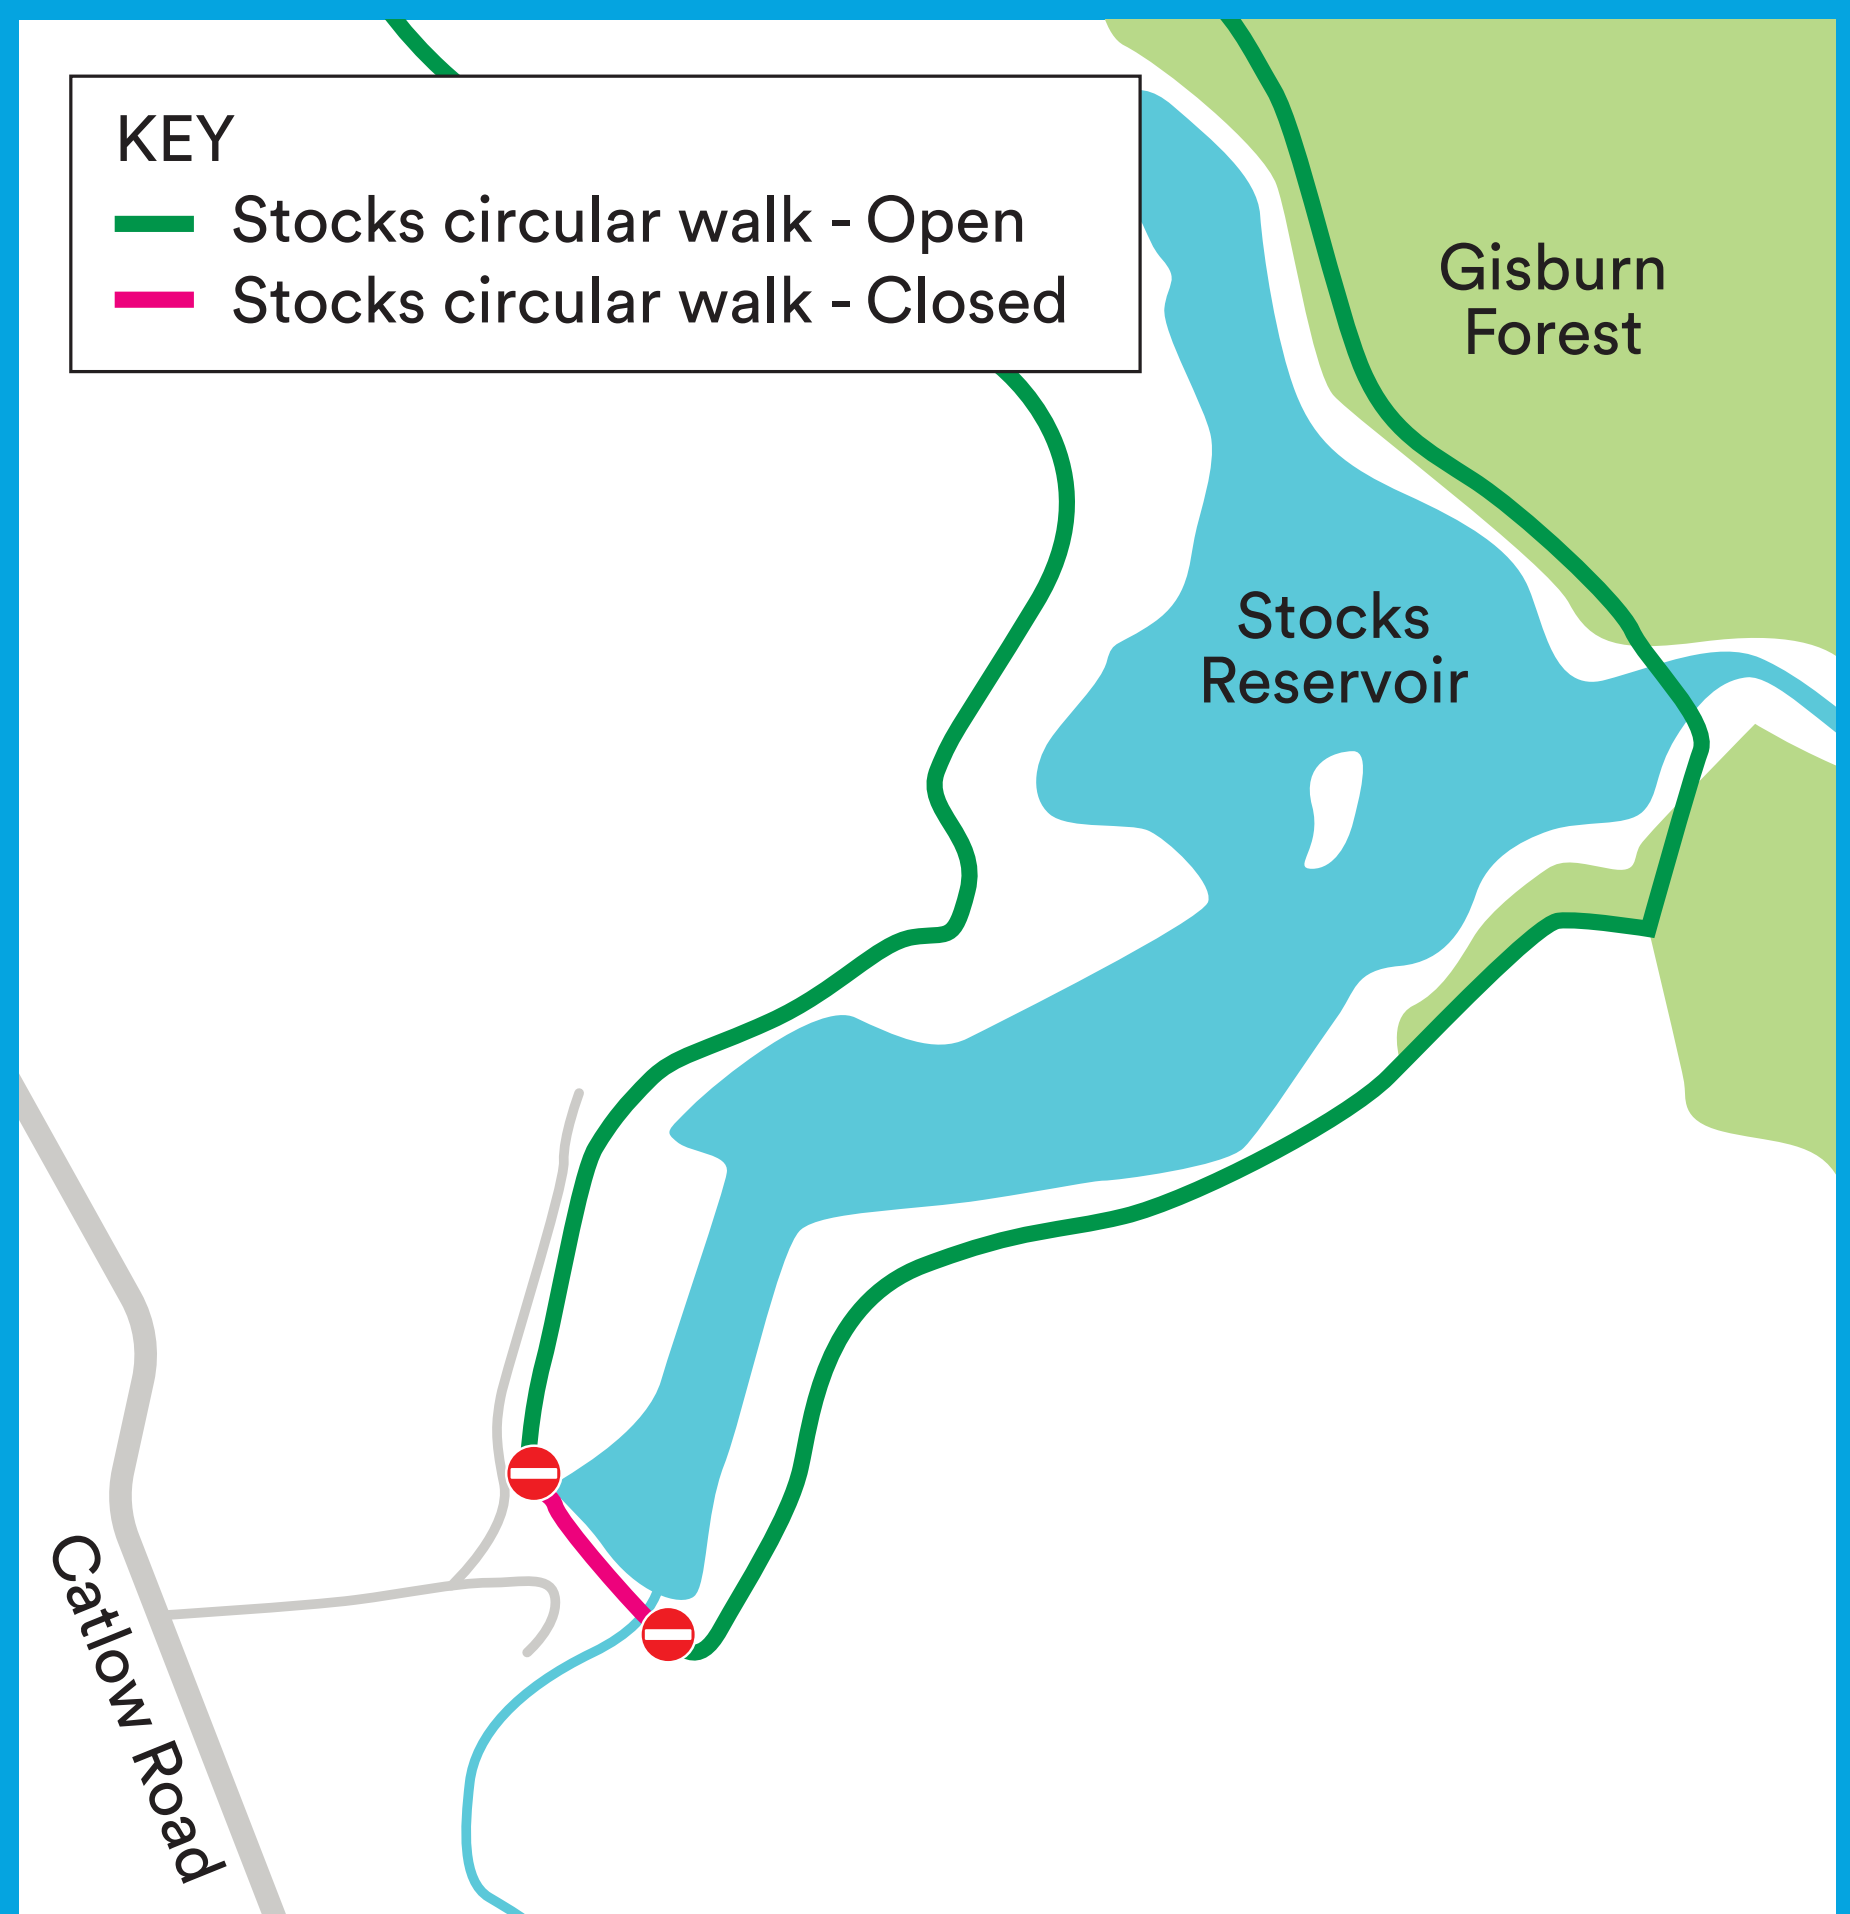 KEY
Stocks circular walk - Open
Stocks circular walk - Closed
Gisburn
Forest
Stocks
Reservoir
Catlow Road